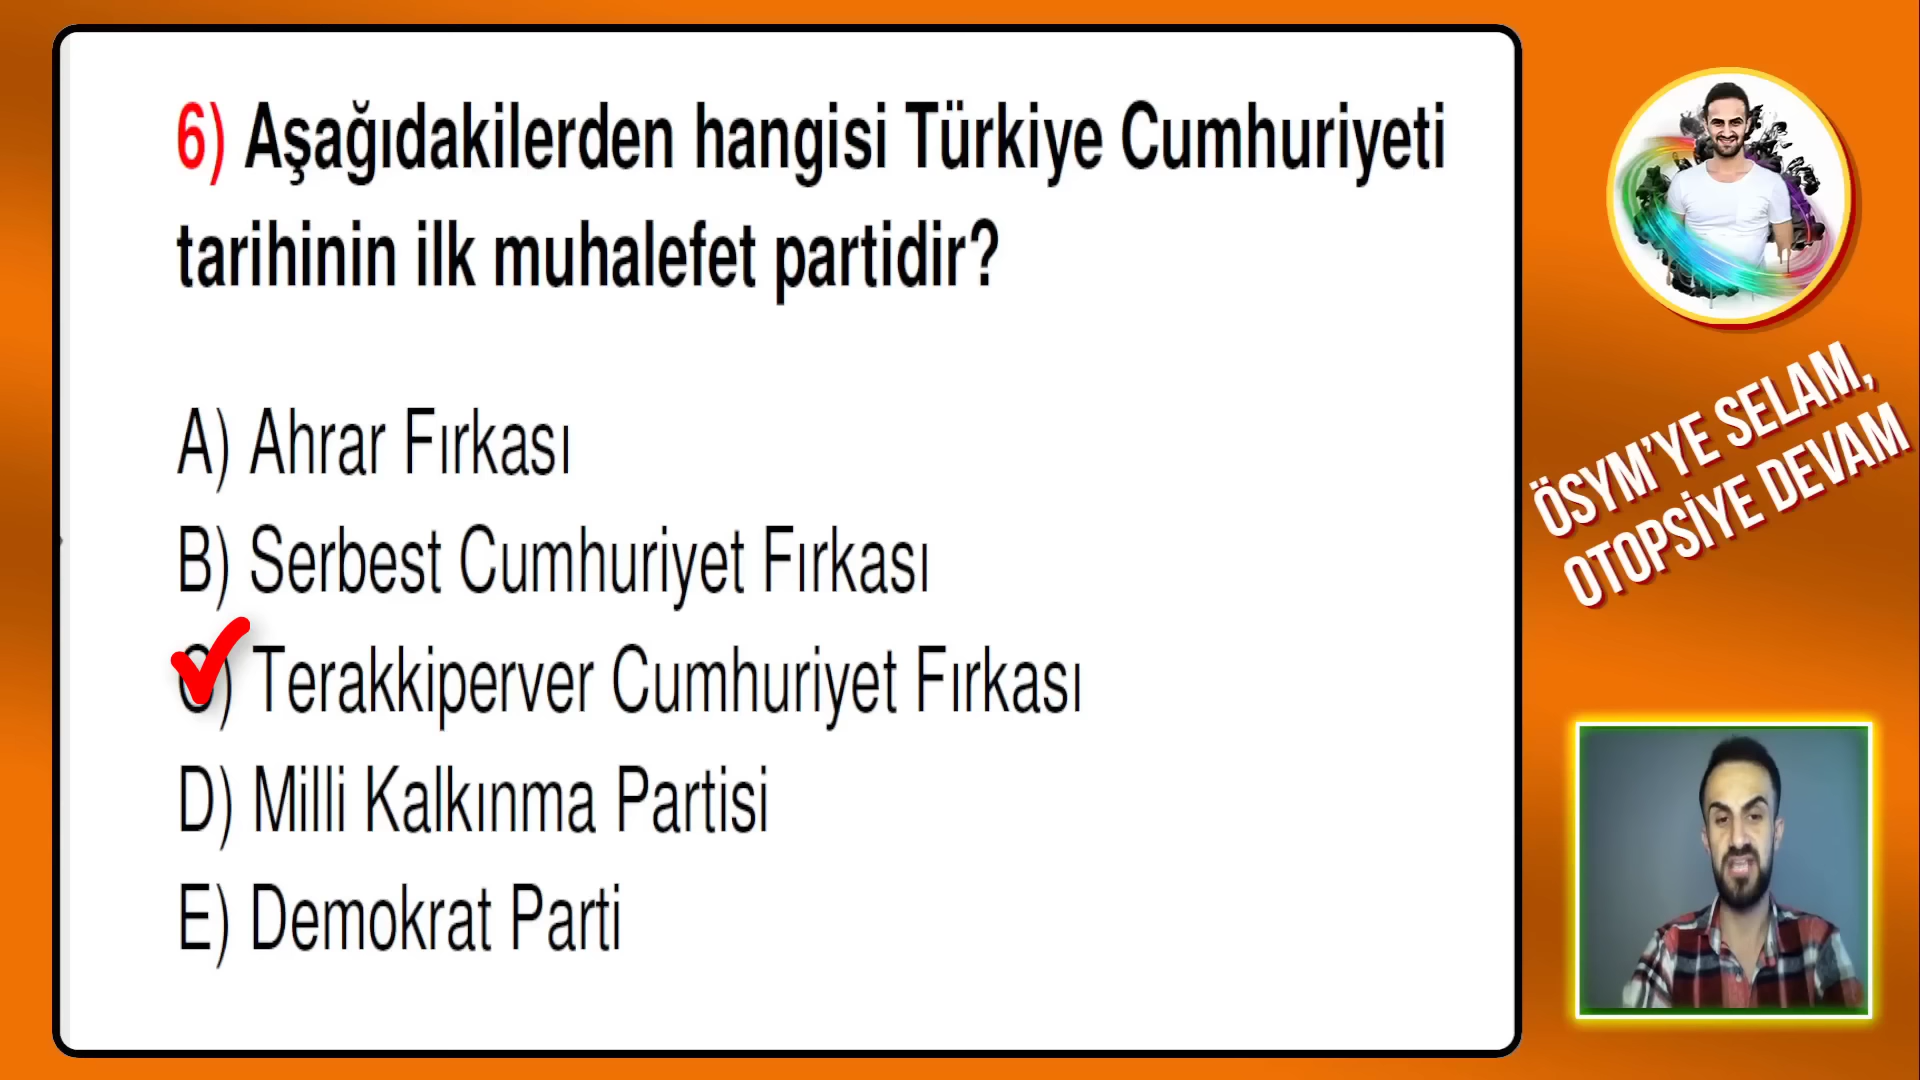 6) Aşağıdakilerden hangisi Türkiye Cumhuriyeti
tarihinin ilk muhalefet partidir?
A) Ahrar Fırkası
B) Serbest Cumhuriyet Fırkası
C) Terakkiperver Cumhuriyet Fırkası
D) Milli Kalkınma Partisi
E) Demokrat Parti
ÖSYM'YE SELAM,
OTOPSİYE DEVAM